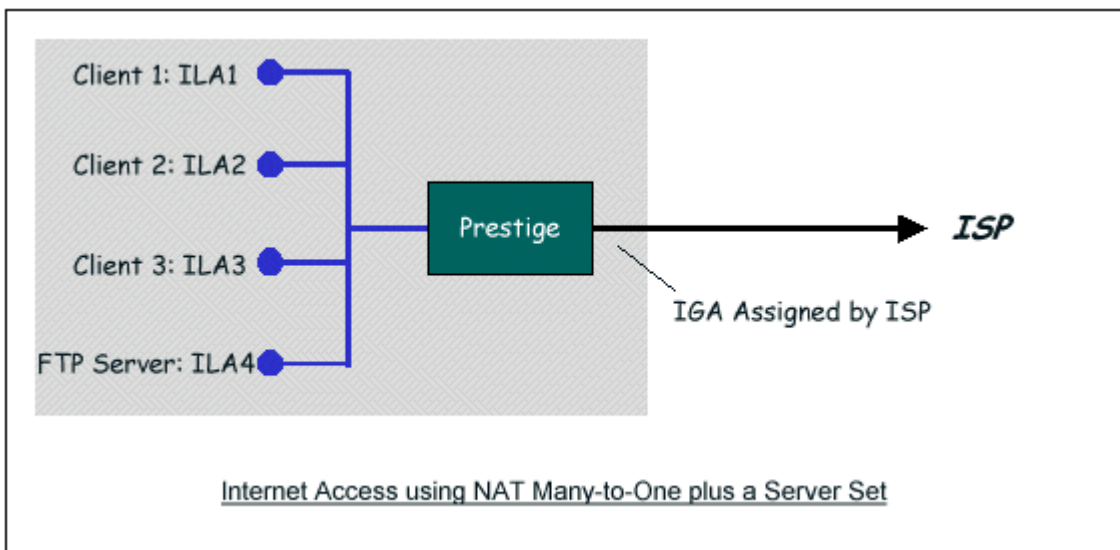 Client 1: ILA1
Client 2: ILA2
Client 3: ILA3
FTP Server: ILA4
Prestige
ISP
IGA Assigned by ISP
Internet Access using NAT Many-to-One plus a Server Set